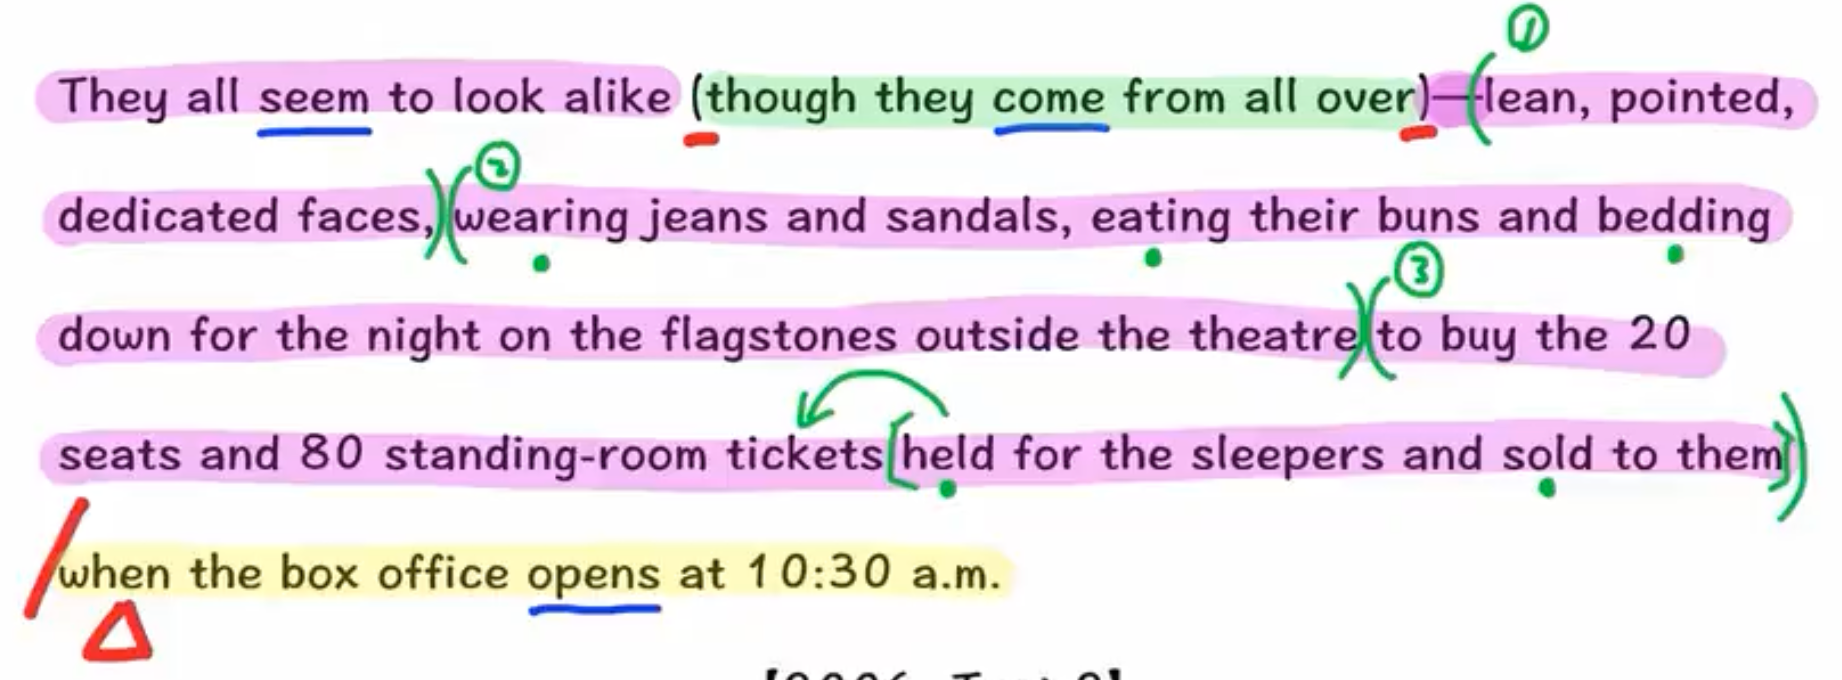 ①
They all seem to look alike (though they come from all over)—(lean, pointed,
②
dedicated faces,)(wearing jeans and sandals, eating their buns and bedding
③
down for the night on the flagstones outside the theatre)(to buy the 20
seats and 80 standing-room tickets[held for the sleepers and sold to them])
/when the box office opens at 10:30 a.m.